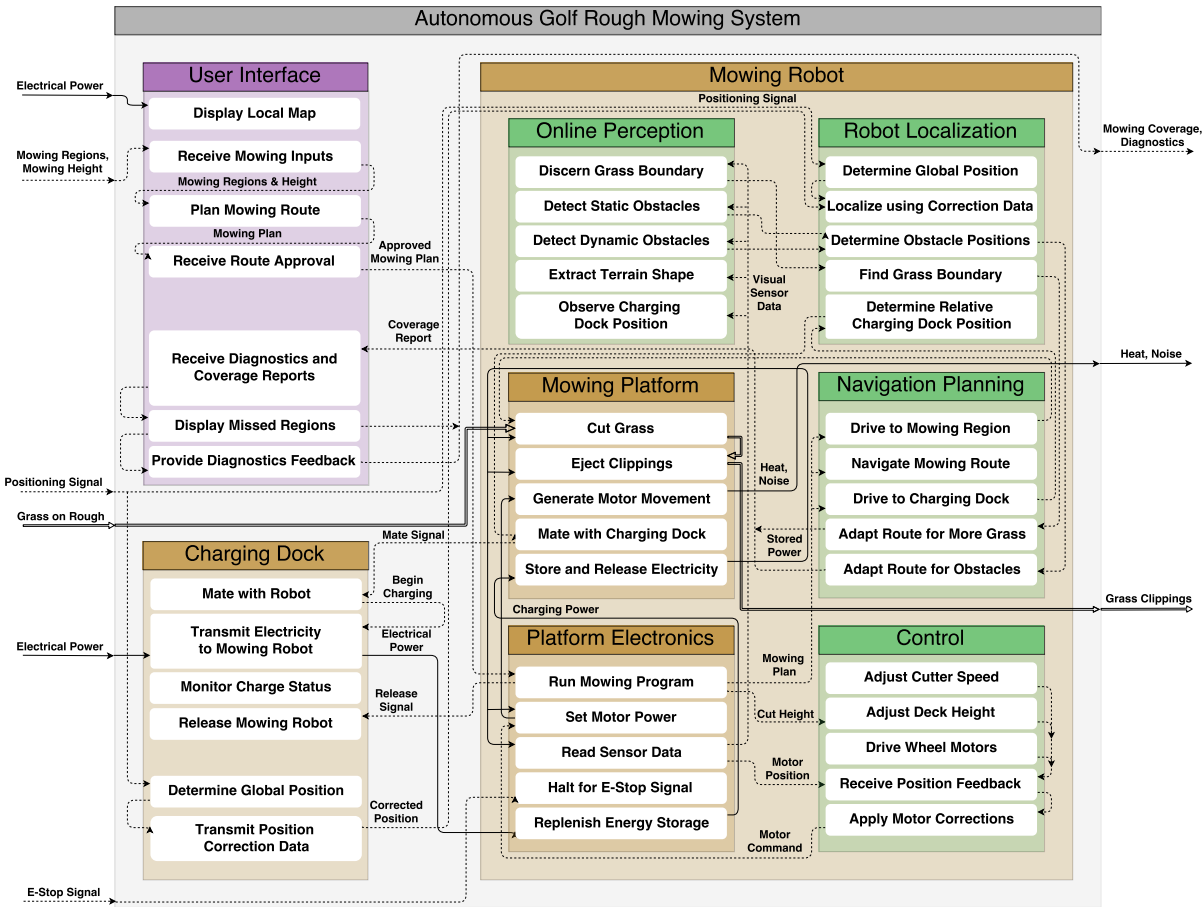 Autonomous Golf Rough Mowing System
Electrical Power
Mowing Regions,
Mowing Height
User Interface
Display Local Map
Receive Mowing Inputs
Mowing Regions & Height
Plan Mowing Route
Mowing Plan
Receive Route Approval
Approved
Mowing Plan
Coverage
Report
Receive Diagnostics and
Coverage Reports
Display Missed Regions
Provide Diagnostics Feedback
Positioning Signal
Grass on Rough
Mowing Robot
Positioning Signal
Online Perception
Discern Grass Boundary
Detect Static Obstacles
Detect Dynamic Obstacles
Extract Terrain Shape
Observe Charging
Dock Position
Visual
Sensor
Data
Robot Localization
Determine Global Position
Localize using Correction Data
Determine Obstacle Positions
Find Grass Boundary
Determine Relative
Charging Dock Position
Mowing Coverage,
Diagnostics
Heat, Noise
Mowing Platform
Cut Grass
Eject Clippings
Generate Motor Movement
Mate with Charging Dock
Store and Release Electricity
Heat,
Noise
Stored
Power
Navigation Planning
Drive to Mowing Region
Navigate Mowing Route
Drive to Charging Dock
Adapt Route for More Grass
Adapt Route for Obstacles
Grass Clippings
Charging Dock
Mate Signal
Mate with Robot
Begin
Charging
Electrical Power
Transmit Electricity
to Mowing Robot
Electrical
Power
Monitor Charge Status
Release Mowing Robot
Release
Signal
Determine Global Position
Transmit Position
Correction Data
Corrected
Position
E-Stop Signal
Charging Power
Platform Electronics
Run Mowing Program
Set Motor Power
Read Sensor Data
Halt for E-Stop Signal
Replenish Energy Storage
Mowing
Plan
Cut Height
Motor
Position
Motor
Command
Control
Adjust Cutter Speed
Adjust Deck Height
Drive Wheel Motors
Receive Position Feedback
Apply Motor Corrections